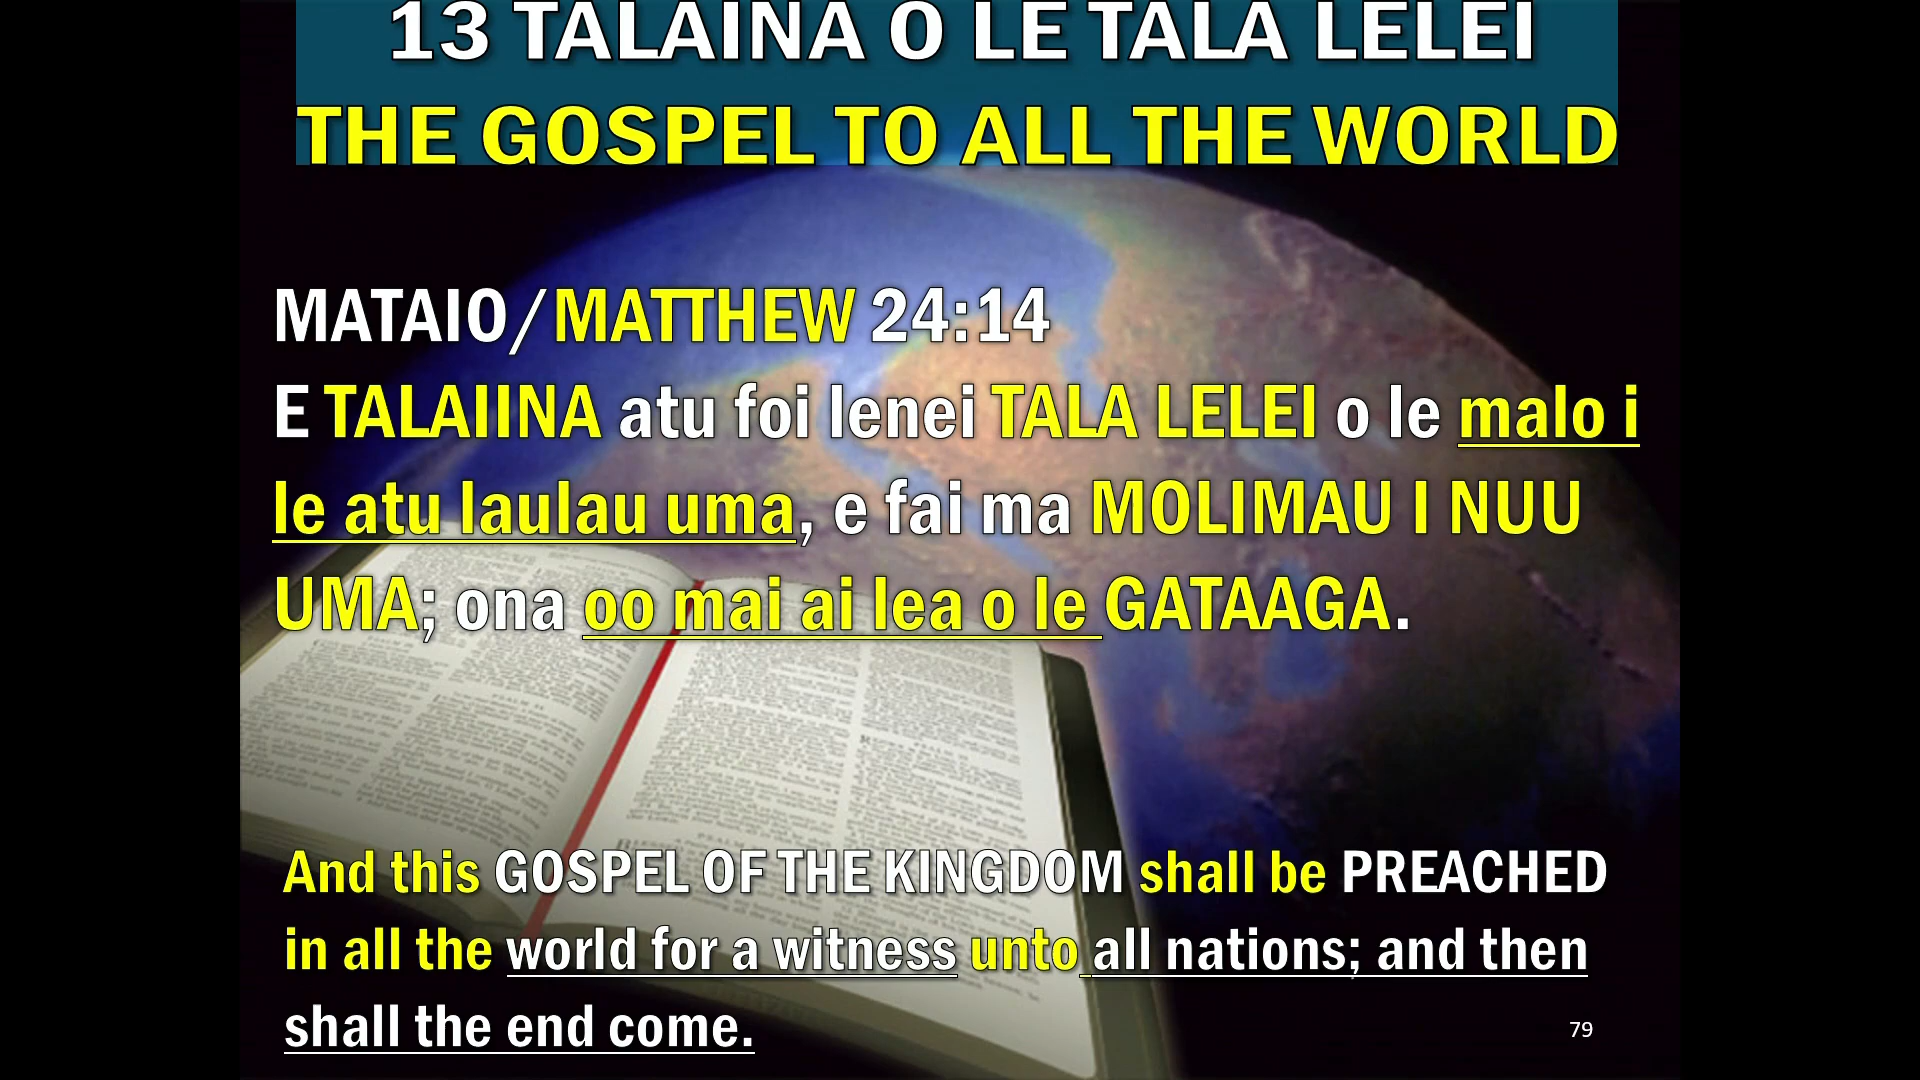 13 TALAINA O LE TALA LELEI
THE GOSPEL TO ALL THE WORLD
MATAIO/MATTHEW 24:14
E TALAIINA atu foi lenei TALA LELEI o le malo i
le atu laulau uma, e fai ma MOLIMAU I NUU
UMA; ona oo mai ai lea o le GATAAGA.
And this GOSPEL OF THE KINGDOM shall be PREACHED
in all the world for a witness unto all nations; and then
shall the end come.
79